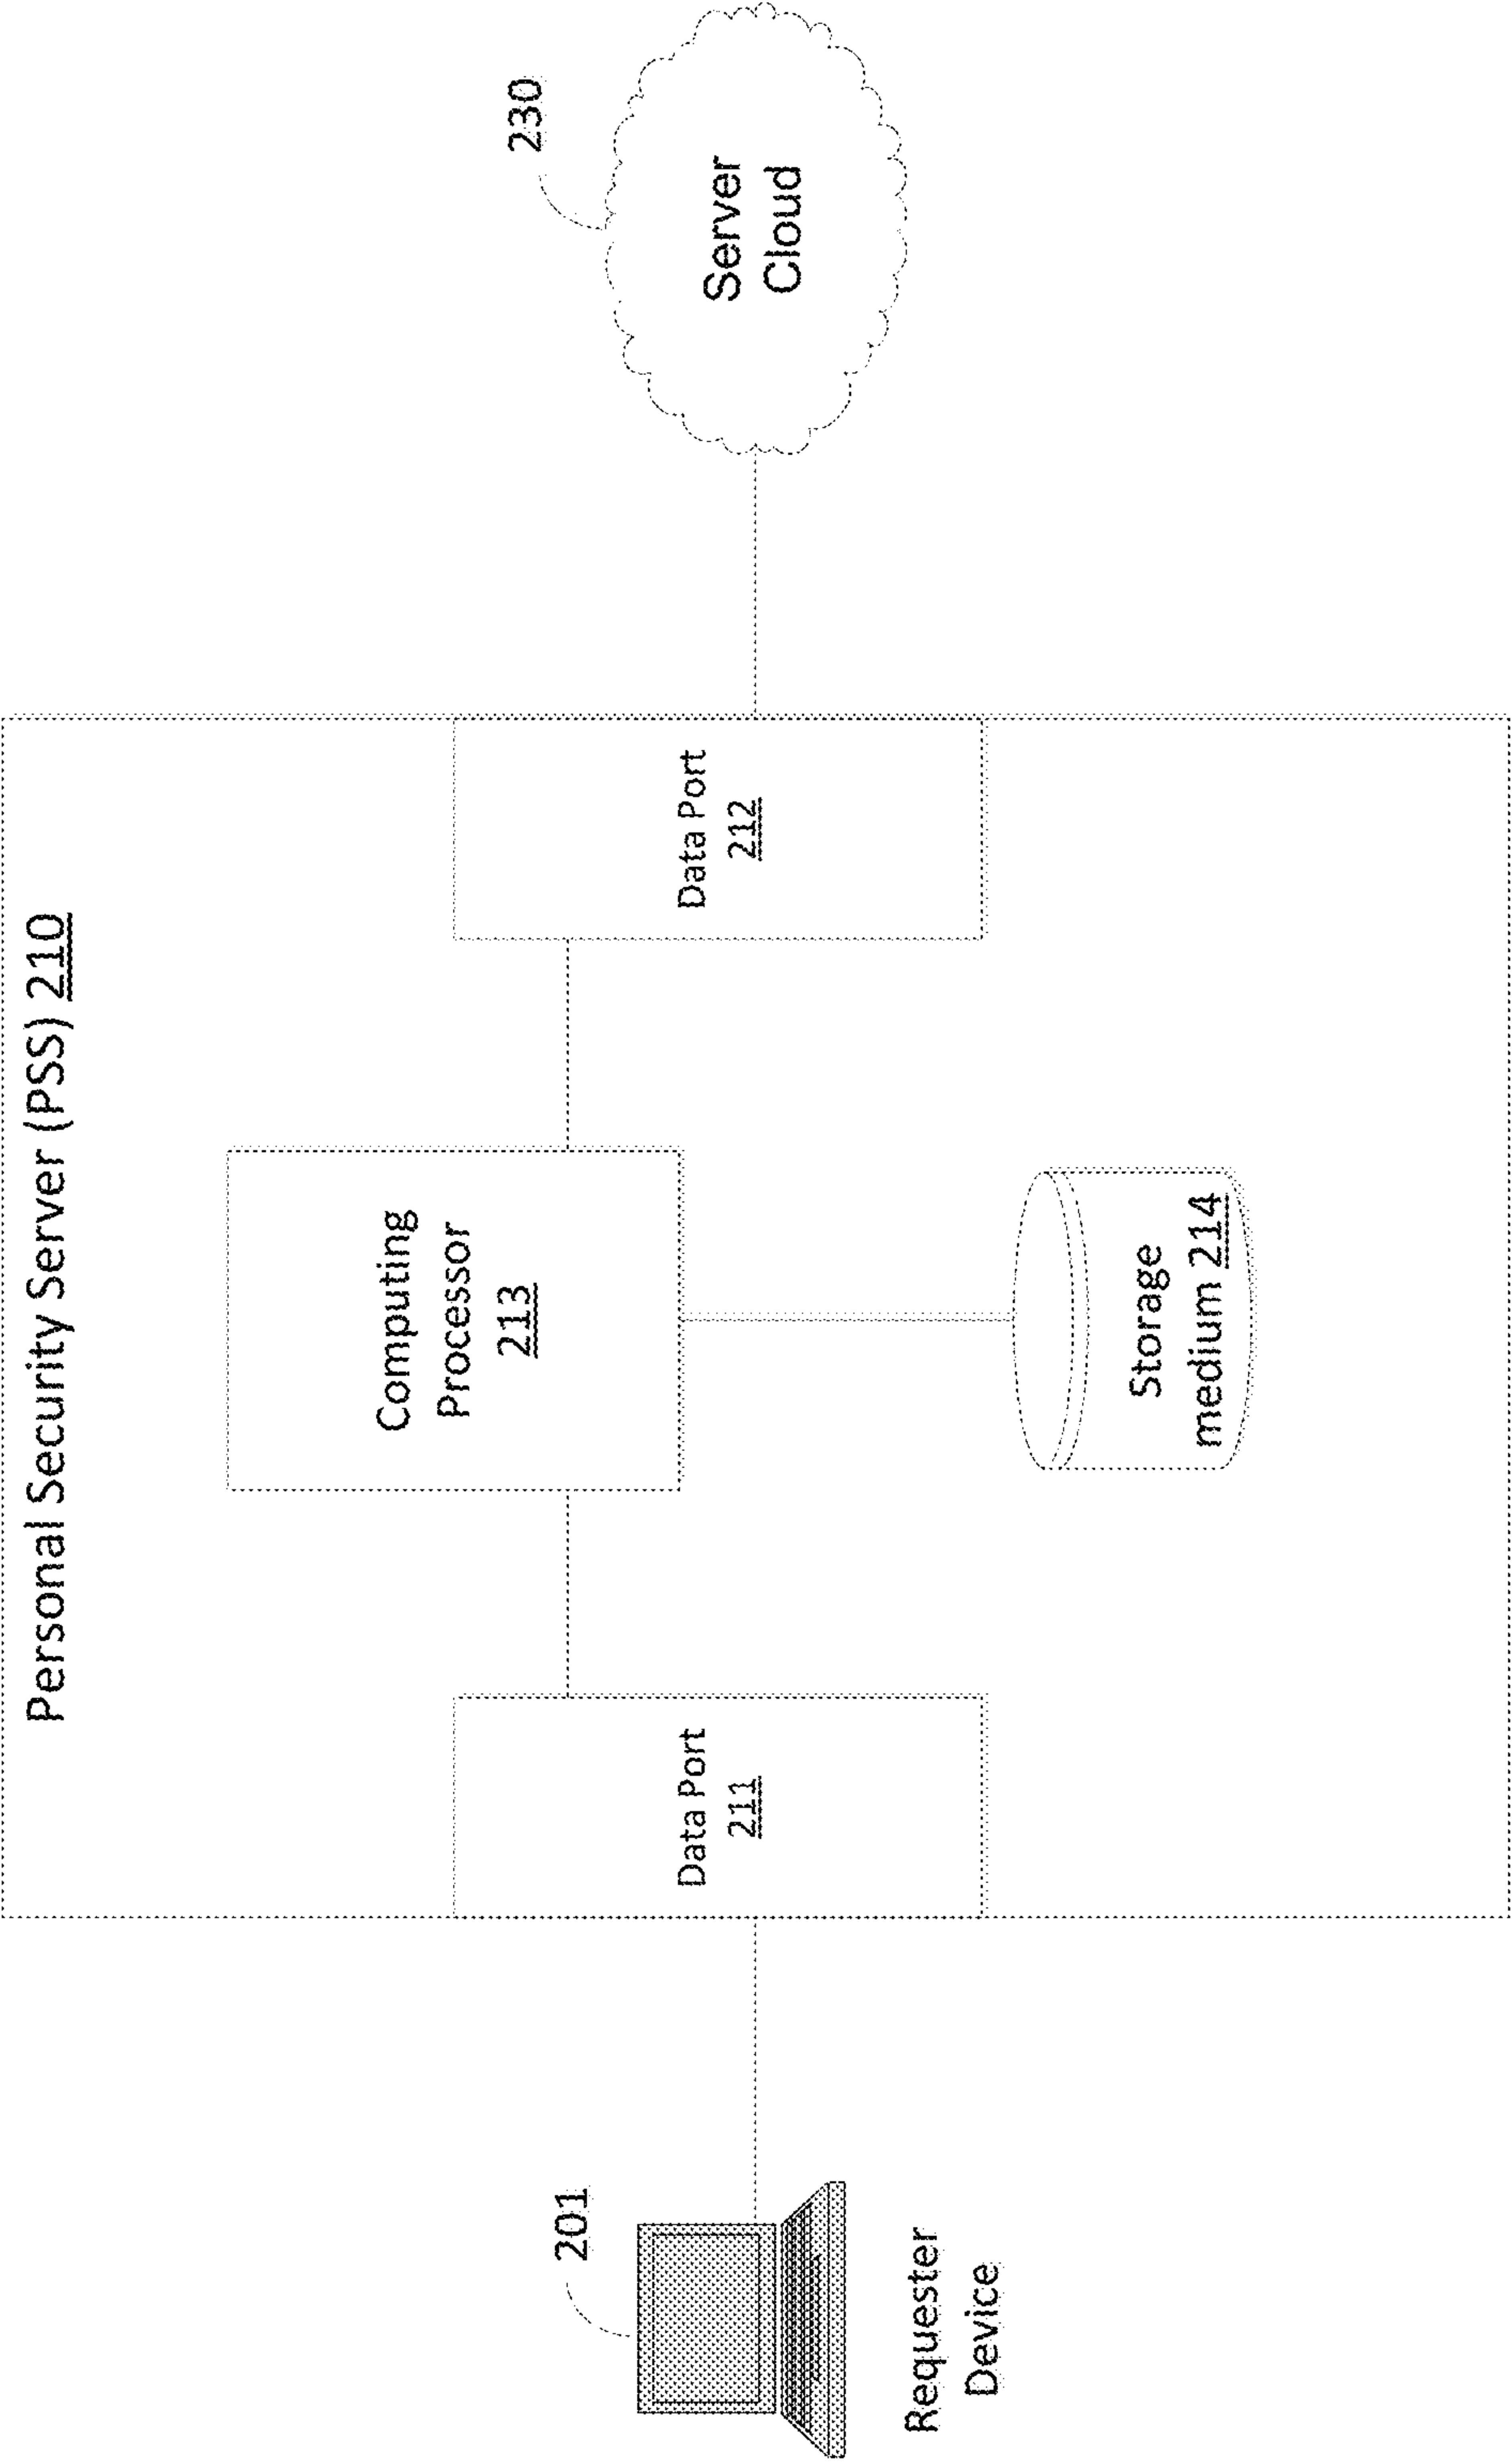 Personal Security Server (PSS) 210
201
Requester
Device
Data Port
211
Computing
Processor
213
Storage
medium 214
Data Port
212
230
Server
Cloud